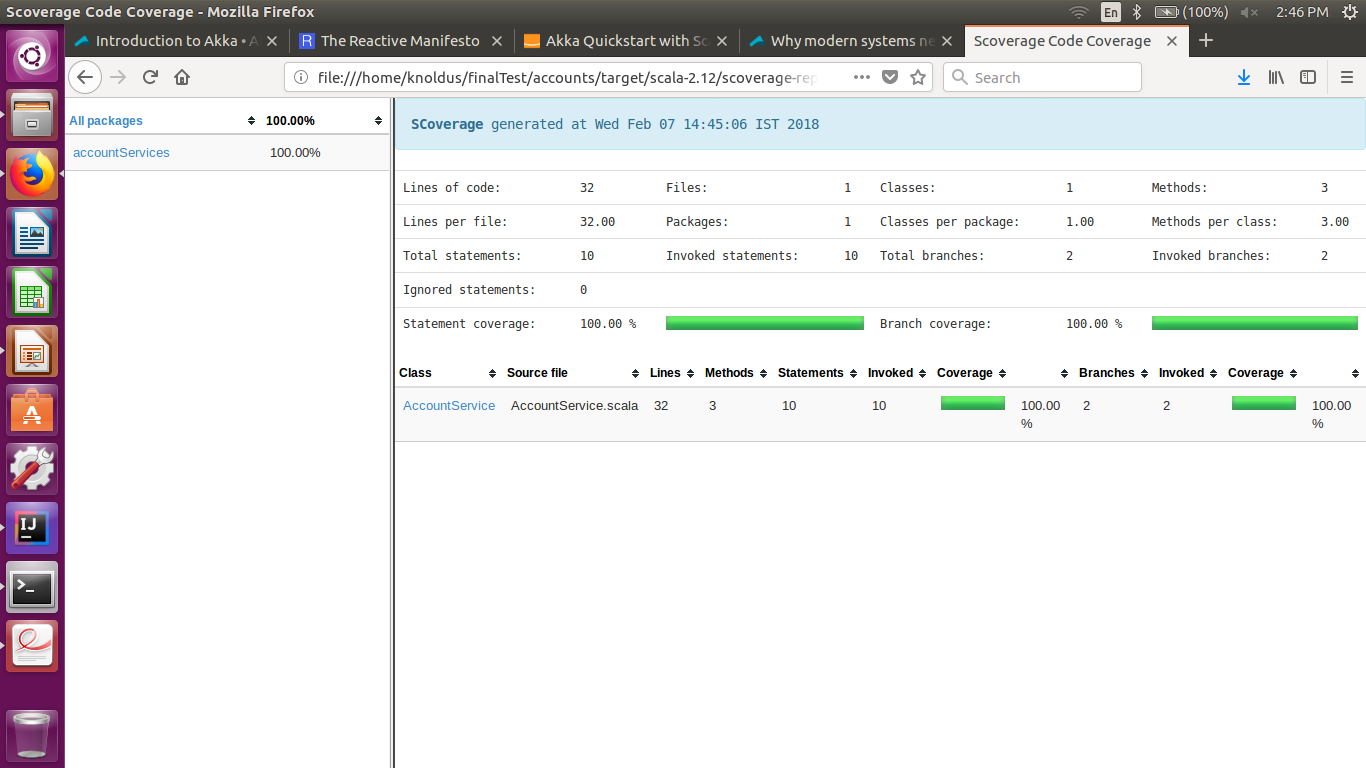 Scoverage Code Coverage - Mozilla Firefox
En (100%) 2:46 PM
Introduction to Akka • A
The Reactive Manifesto
Akka Quickstart with Sc
Why modern systems ne
Scoverage Code Coverage
file:///home/knoldus/finalTest/accounts/target/scala-2.12/scoverage-rep
Search
All packages 100.00%
accountServices 100.00%
SCoverage generated at Wed Feb 07 14:45:06 IST 2018
Lines of code: 32 Files: 1 Classes: 1 Methods: 3
Lines per file: 32.00 Packages: 1 Classes per package: 1.00 Methods per class: 3.00
Total statements: 10 Invoked statements: 10 Total branches: 2 Invoked branches: 2
Ignored statements: 0
Statement coverage: 100.00 % Branch coverage: 100.00 %
Class Source file Lines Methods Statements Invoked Coverage Branches Invoked Coverage
AccountService AccountService.scala 32 3 10 10 100.00 2 2 100.00
% %
IJ